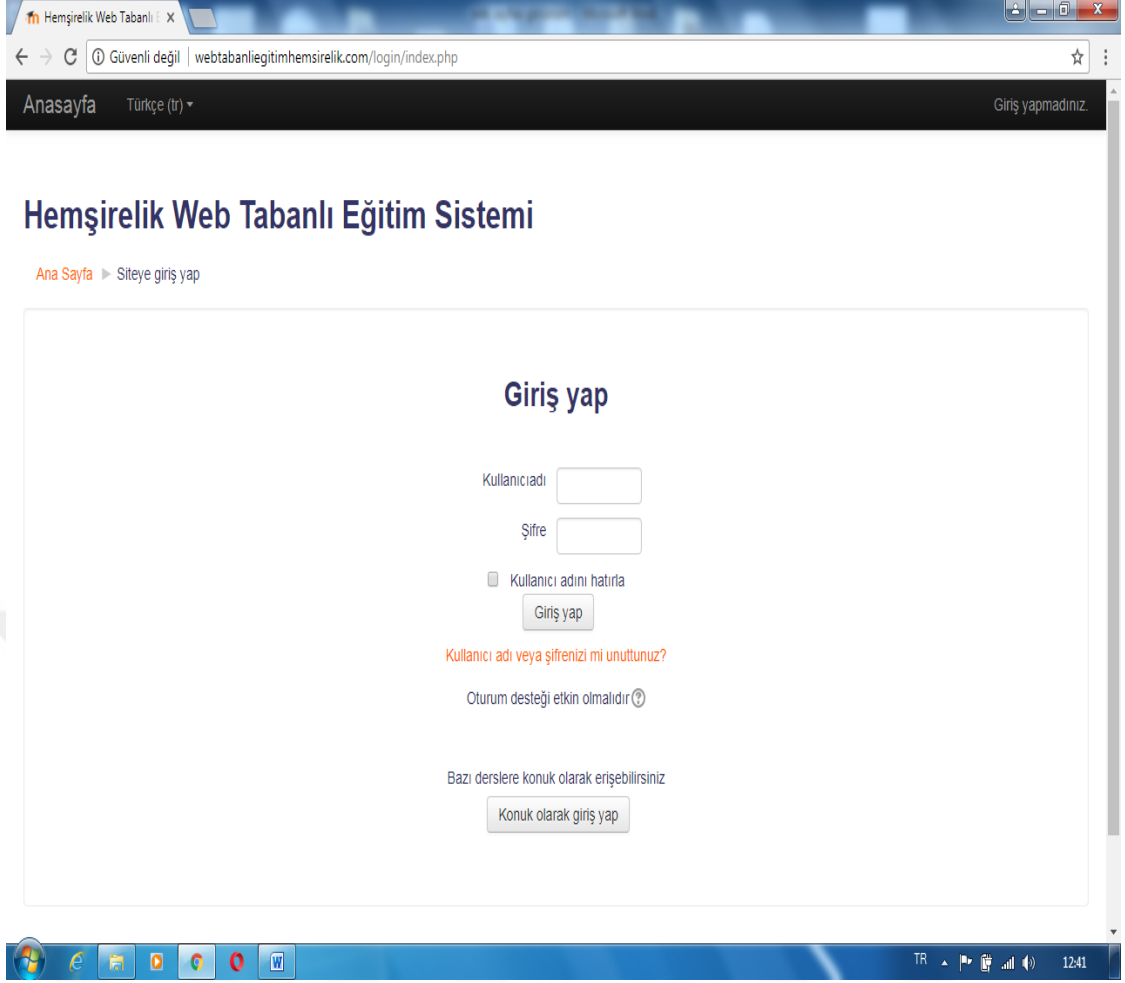 Hemşirelik Web Tabanlı E
Güvenli değil webtabanliegitimhemsirelik.com/login/index.php
Anasayfa Türkçe (tr) Giriş yapmadınız.
Hemşirelik Web Tabanlı Eğitim Sistemi
Ana Sayfa Siteye giriş yap
Giriş yap
Kullanıcıadı
Şifre
Kullanıcı adını hatırla
Giriş yap
Kullanıcı adı veya şifrenizi mi unuttunuz?
Oturum desteği etkin olmalıdır
Bazı derslere konuk olarak erişebilirsiniz
Konuk olarak giriş yap
TR 12:41